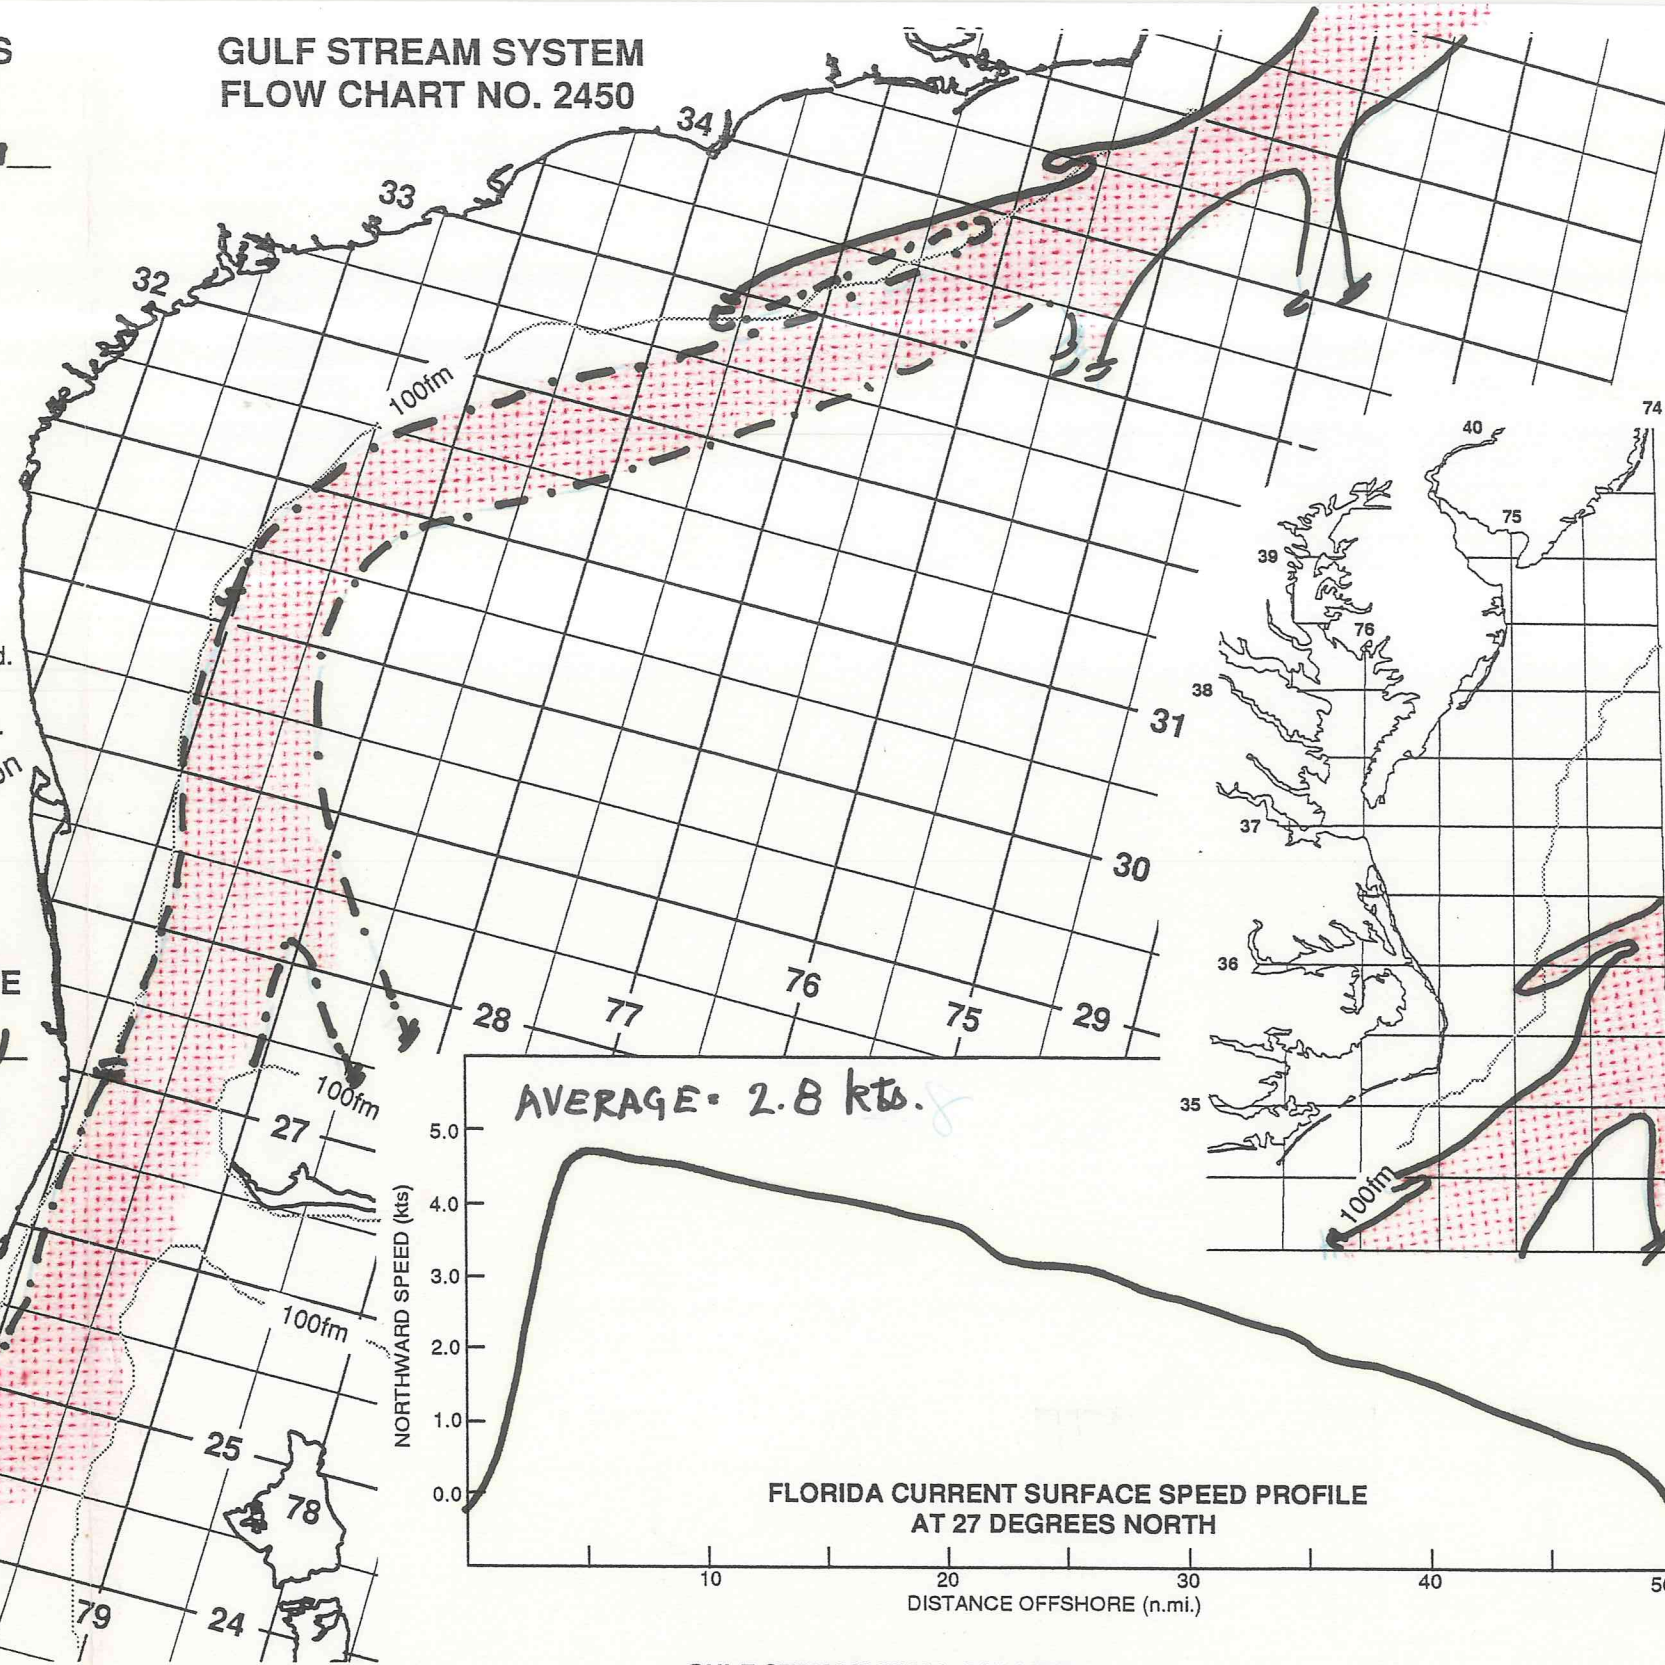 S
GULF STREAM SYSTEM
FLOW CHART NO. 2450
34
33
32
100fm
74
40
75
39
76
38
31
37
30
36
E
76
77
28
75
29
35
100fm
100fm
27
100fm
AVERAGE = 2.8 kts.
5.0
4.0
3.0
2.0
1.0
0.0
NORTHWARD SPEED (kts)
25
78
79
24
FLORIDA CURRENT SURFACE SPEED PROFILE
AT 27 DEGREES NORTH
10
20
30
40
DISTANCE OFFSHORE (n.mi.)